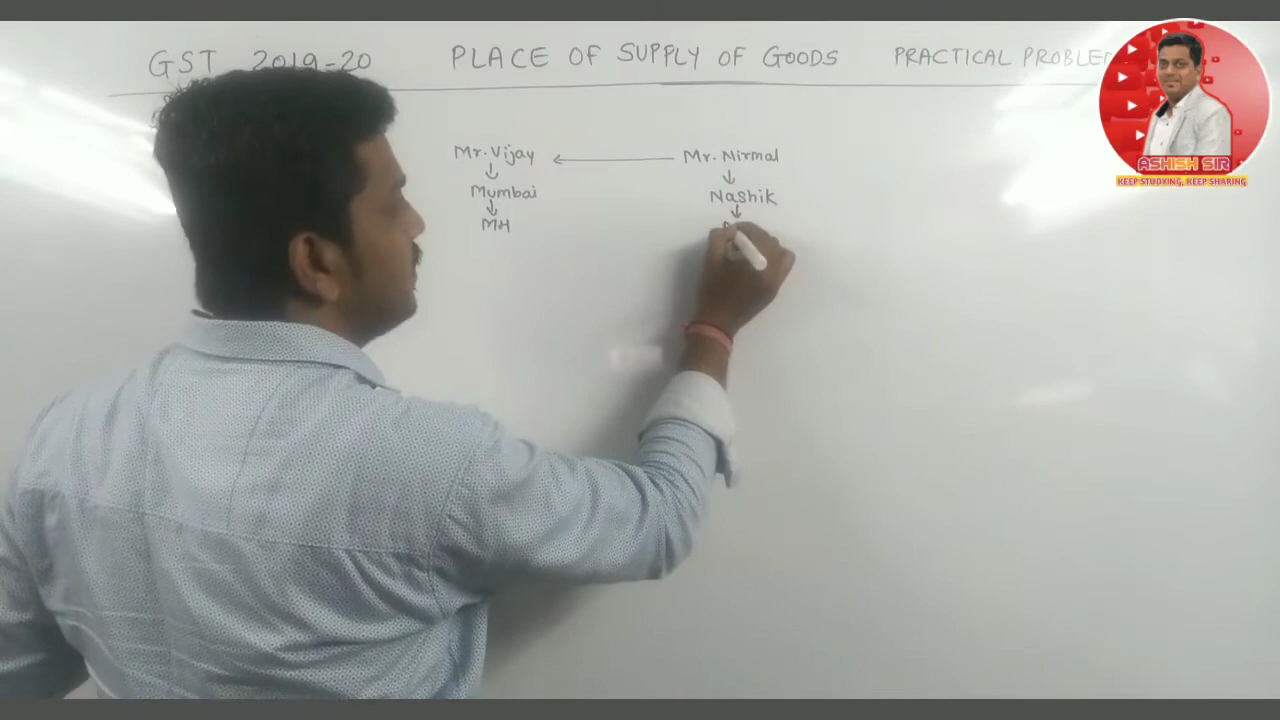 GST 2019-20 PLACE OF SUPPLY OF GOODS PRACTICAL
Mr. Vijay Mr. Nirmal
Mumbai Nashik
MH
ASHISH SIR
KEEP STUDYING, KEEP SHARING